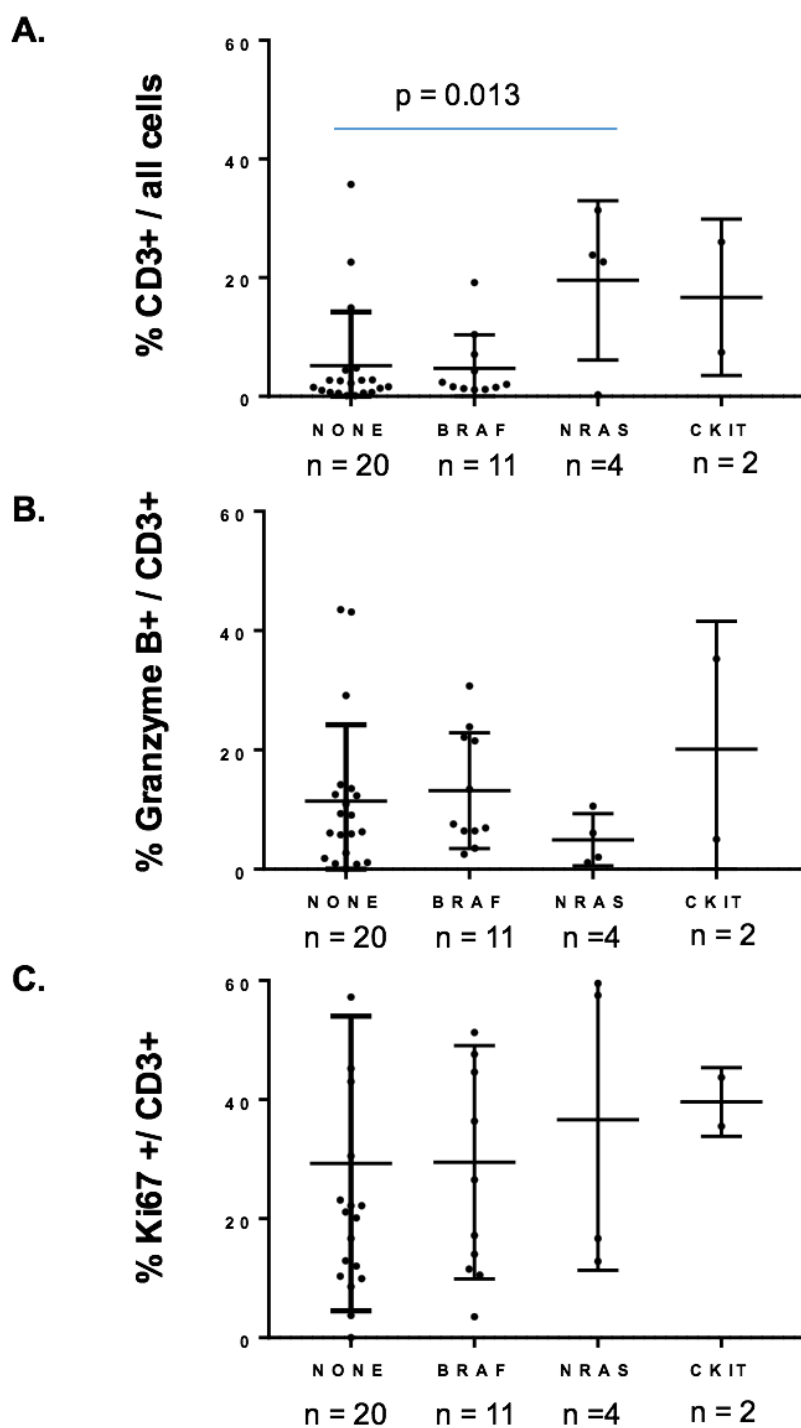 A.
% CD3+ / all cells
60
40
20
0
p = 0.013
NONE BRAF NRAS CKIT
n = 20 n = 11 n =4 n = 2
B.
% Granzyme B+ / CD3+
60
40
20
0
NONE BRAF NRAS CKIT
n = 20 n = 11 n =4 n = 2
C.
% Ki67 +/ CD3+
60
40
20
0
NONE BRAF NRAS CKIT
n = 20 n = 11 n =4 n = 2